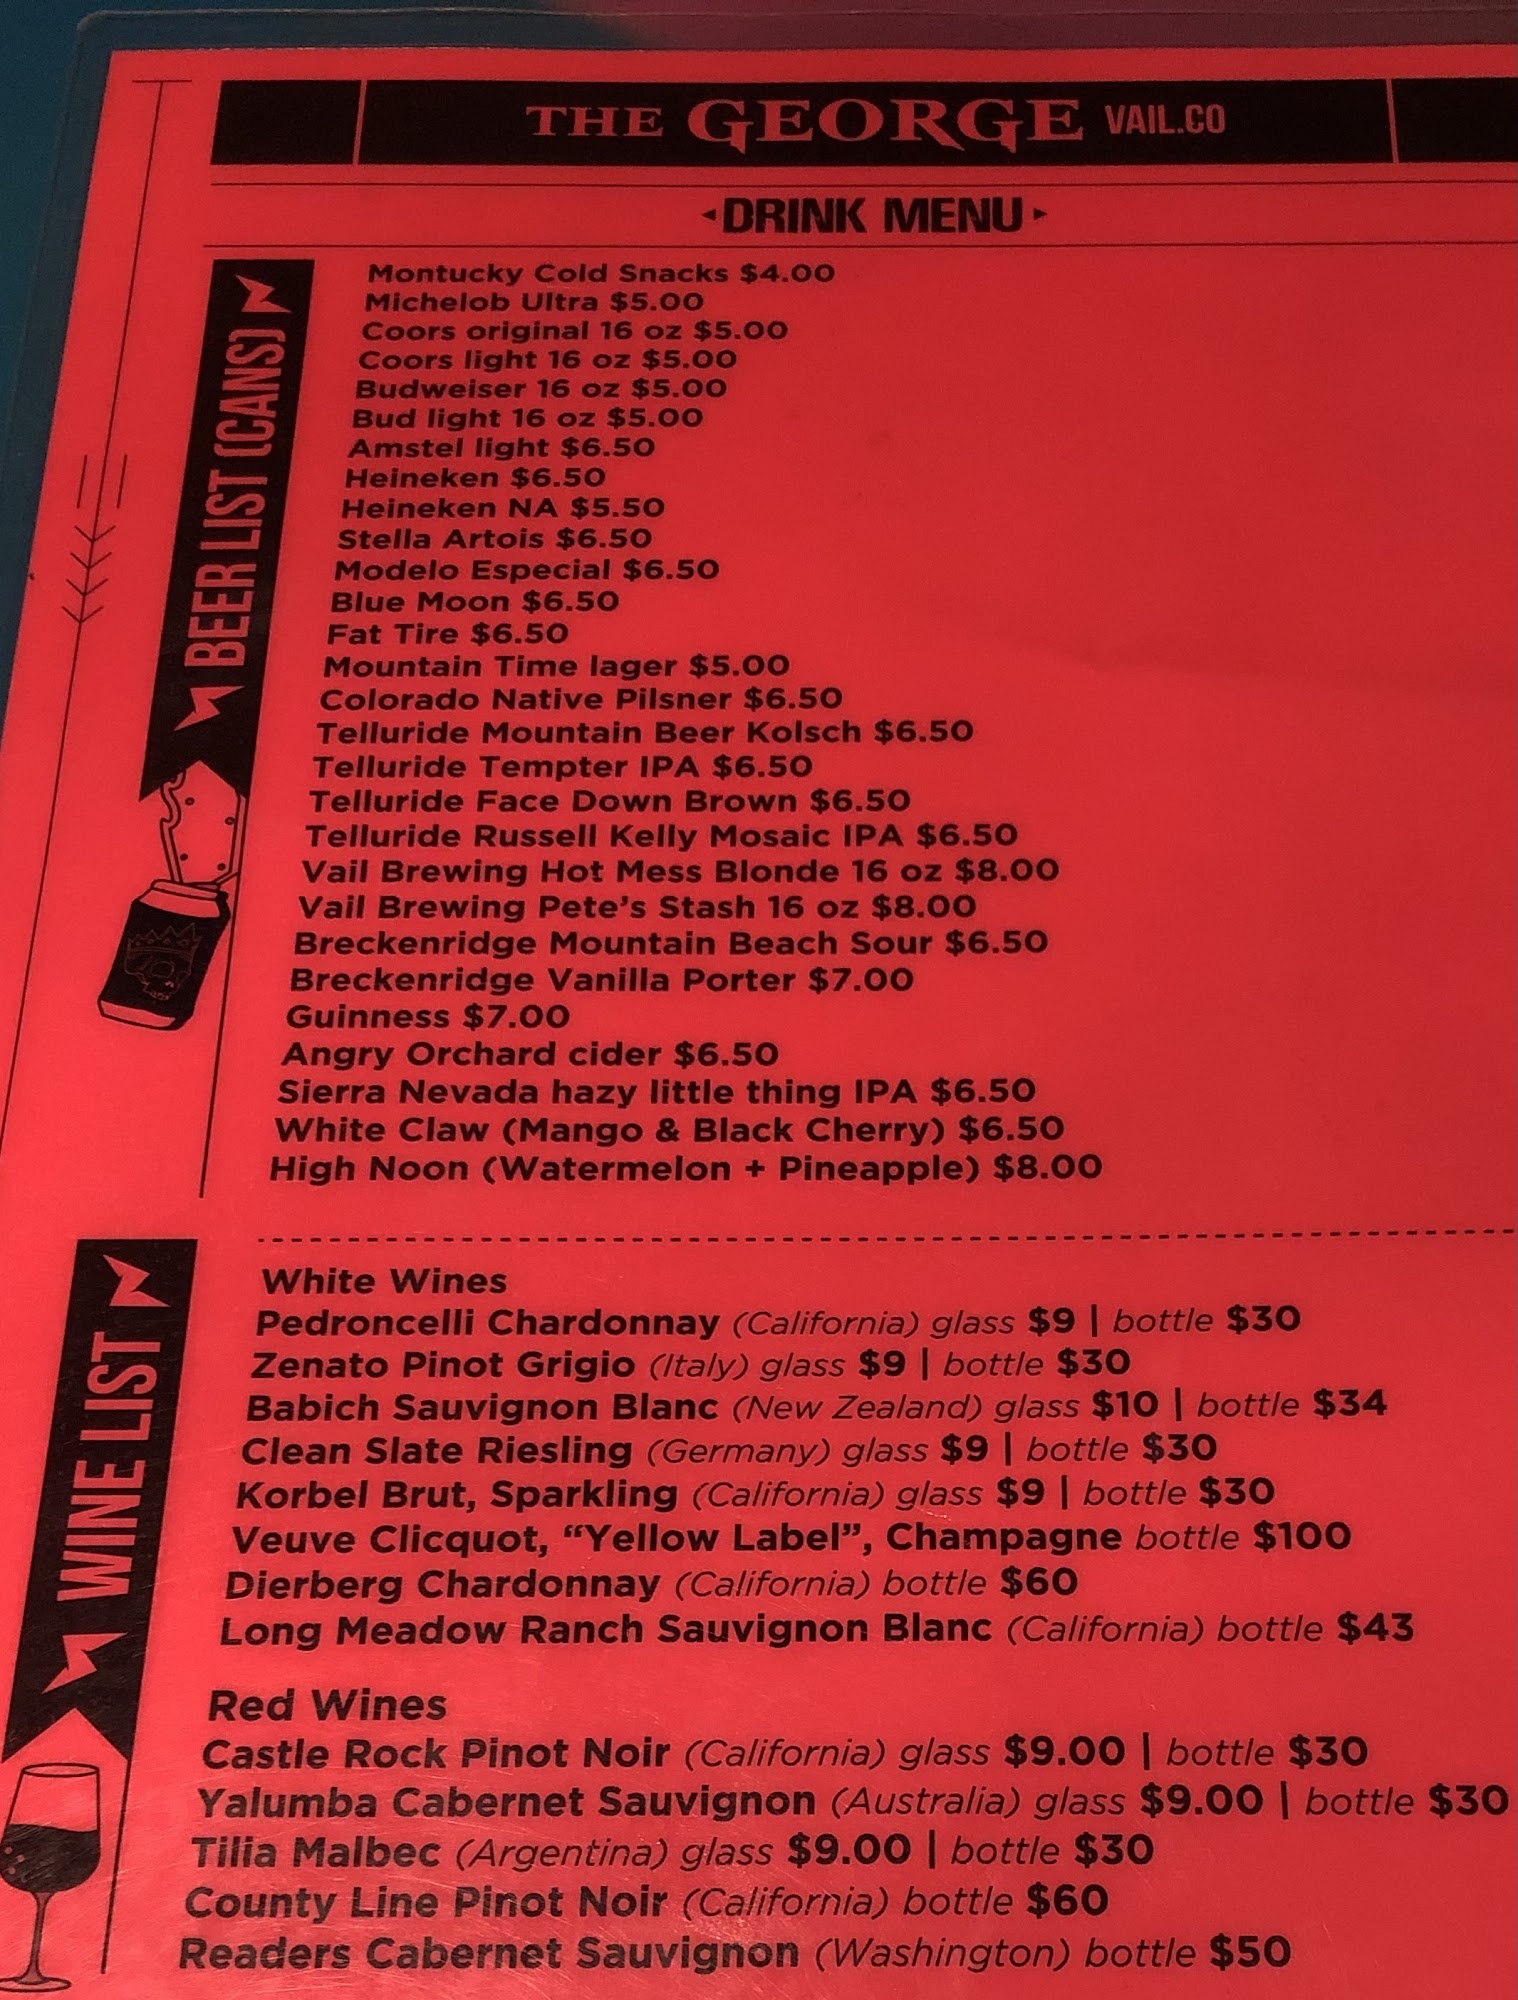 THE GEORGE VAIL.CO
DRINK MENU
BEER LIST (CANS)
Montucky Cold Snacks $4.00
Michelob Ultra $5.00
Coors original 16 oz $5.00
Coors light 16 oz $5.00
Budweiser 16 oz $5.00
Bud light 16 oz $5.00
Amstel light $6.50
Heineken $6.50
Heineken NA $5.50
Stella Artois $6.50
Modelo Especial $6.50
Blue Moon $6.50
Fat Tire $6.50
Mountain Time lager $5.00
Colorado Native Pilsner $6.50
Telluride Mountain Beer Kolsch $6.50
Telluride Tempter IPA $6.50
Telluride Face Down Brown $6.50
Telluride Russell Kelly Mosaic IPA $6.50
Vail Brewing Hot Mess Blonde 16 oz $8.00
Vail Brewing Pete's Stash 16 oz $8.00
Breckenridge Mountain Beach Sour $6.50
Breckenridge Vanilla Porter $7.00
Guinness $7.00
Angry Orchard cider $6.50
Sierra Nevada hazy little thing IPA $6.50
White Claw (Mango & Black Cherry) $6.50
High Noon (Watermelon + Pineapple) $8.00
WINE LIST
White Wines
Pedroncelli Chardonnay (California) glass $9 | bottle $30
Zenato Pinot Grigio (Italy) glass $9 | bottle $30
Babich Sauvignon Blanc (New Zealand) glass $10 | bottle $34
Clean Slate Riesling (Germany) glass $9 | bottle $30
Korbel Brut, Sparkling (California) glass $9 | bottle $30
Veuve Clicquot, “Yellow Label”, Champagne bottle $100
Dierberg Chardonnay (California) bottle $60
Long Meadow Ranch Sauvignon Blanc (California) bottle $43
Red Wines
Castle Rock Pinot Noir (California) glass $9.00 | bottle $30
Yalumba Cabernet Sauvignon (Australia) glass $9.00 | bottle $30
Tilia Malbec (Argentina) glass $9.00 | bottle $30
County Line Pinot Noir (California) bottle $60
Readers Cabernet Sauvignon (Washington) bottle $50